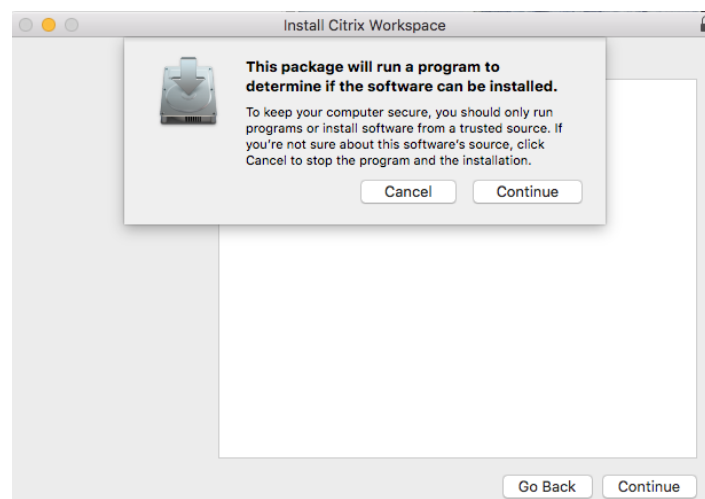 Install Citrix Workspace
This package will run a program to
determine if the software can be installed.
To keep your computer secure, you should only run
programs or install software from a trusted source. If
you're not sure about this software's source, click
Cancel to stop the program and the installation.
Cancel
Continue
Go Back
Continue